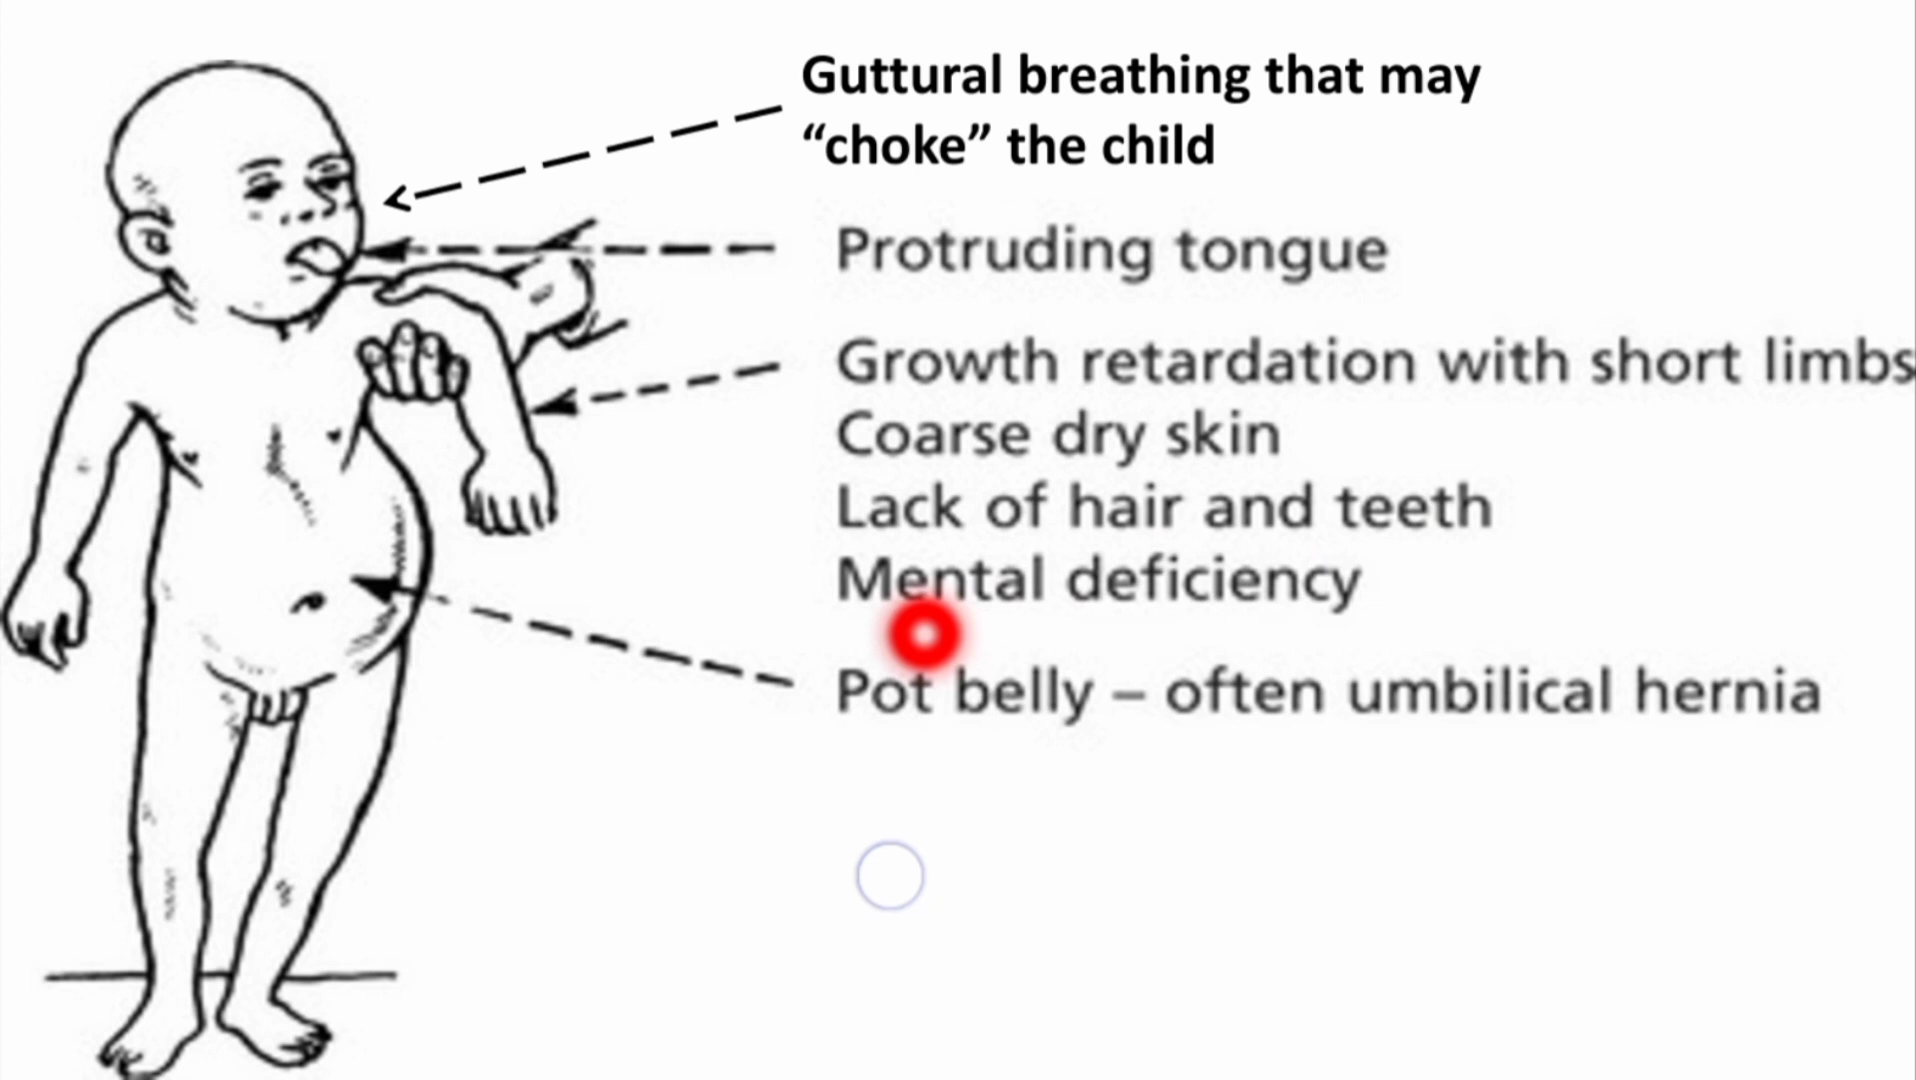 Guttural breathing that may
“choke” the child
Protruding tongue
Growth retardation with short limbs
Coarse dry skin
Lack of hair and teeth
Mental deficiency
Pot belly – often umbilical hernia